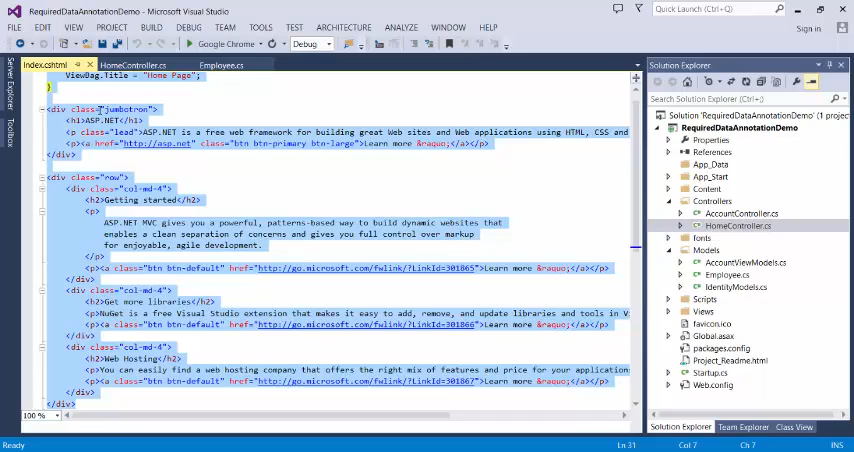 RequiredDataAnnotationDemo - Microsoft Visual Studio
Quick Launch (Ctrl+Q)
FILE EDIT VIEW PROJECT BUILD DEBUG TEAM TOOLS TEST ARCHITECTURE ANALYZE WINDOW HELP
Sign in
Google Chrome Debug
Index.cshtml HomeController.cs Employee.cs
Server Explorer
Toolbox
ViewBag.Title = "Home Page";
}
<div class="jumbotron">
<h1>ASP.NET</h1>
<p class="lead">ASP.NET is a free web framework for building great Web sites and Web applications using HTML, CSS and
<p><a href="http://asp.net" class="btn btn-primary btn-large">Learn more &raquo;</a></p>
</div>
<div class="row">
<div class="col-md-4">
<h2>Getting started</h2>
<p>
ASP.NET MVC gives you a powerful, patterns-based way to build dynamic websites that
enables a clean separation of concerns and gives you full control over markup
for enjoyable, agile development.
</p>
<p><a class="btn btn-default" href="http://go.microsoft.com/fwlink/?LinkId=301865">Learn more &raquo;</a></p>
</div>
<div class="col-md-4">
<h2>Get more libraries</h2>
<p>NuGet is a free Visual Studio extension that makes it easy to add, remove, and update libraries and tools in V
<p><a class="btn btn-default" href="http://go.microsoft.com/fwlink/?LinkId=301866">Learn more &raquo;</a></p>
</div>
<div class="col-md-4">
<h2>Web Hosting</h2>
<p>You can easily find a web hosting company that offers the right mix of features and price for your application
<p><a class="btn btn-default" href="http://go.microsoft.com/fwlink/?LinkId=301867">Learn more &raquo;</a></p>
</div>
</div>
100 %
Solution Explorer
Search Solution Explorer (Ctrl+;)
Solution 'RequiredDataAnnotationDemo'
RequiredDataAnnotationDemo
Properties
References
App_Data
App_Start
Content
Controllers
AccountController.cs
HomeController.cs
fonts
Models
AccountViewModels.cs
Employee.cs
IdentityModels.cs
Scripts
Views
favicon.ico
Global.asax
packages.config
Project_Readme.html
Startup.cs
Web.config
Solution Explorer Team Explorer Class View
Ready Ln 31 Col 7 Ch 7 INS